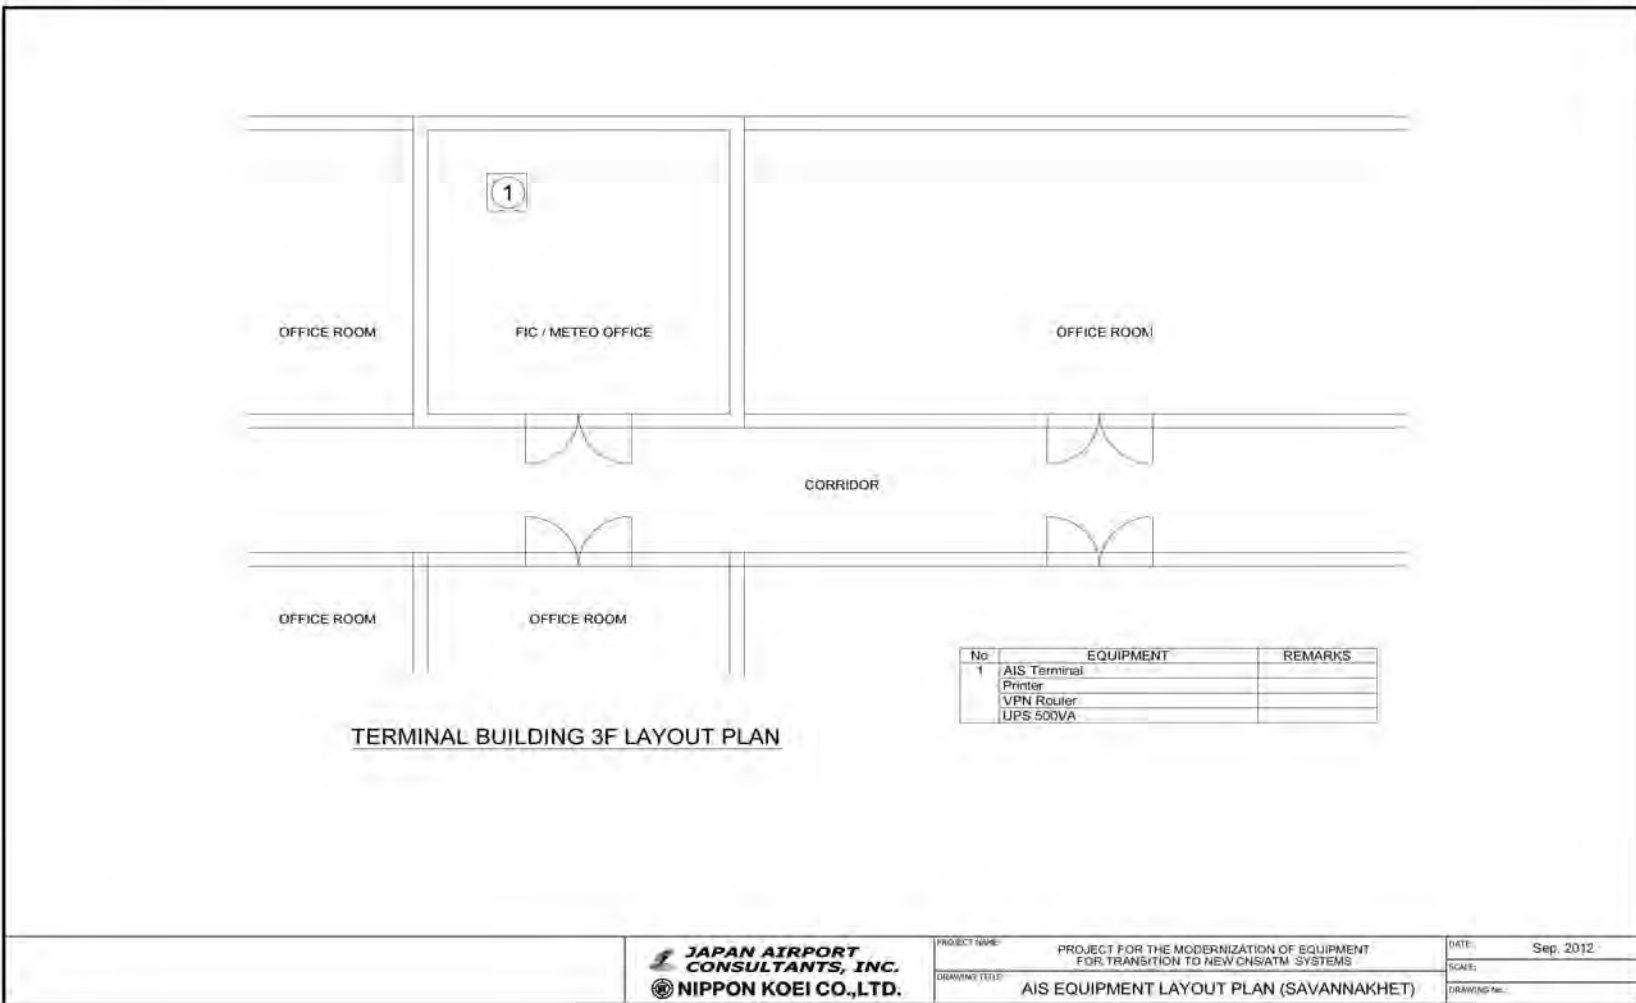 1
OFFICE ROOM
FIC / METEO OFFICE
OFFICE ROOM
CORRIDOR
OFFICE ROOM
OFFICE ROOM
No EQUIPMENT REMARKS
1 AIS Terminal
Printer
VPN Router
UPS 500VA
TERMINAL BUILDING 3F LAYOUT PLAN
JAPAN AIRPORT
CONSULTANTS, INC.
NIPPON KOEI CO.,LTD.
PROJECT NAME:
PROJECT FOR THE MODERNIZATION OF EQUIPMENT
FOR TRANSITION TO NEW CNS/ATM SYSTEMS
DRAWING TITLE:
AIS EQUIPMENT LAYOUT PLAN (SAVANNAKHET)
DATE: Sep. 2012
SCALE:
DRAWING No.: